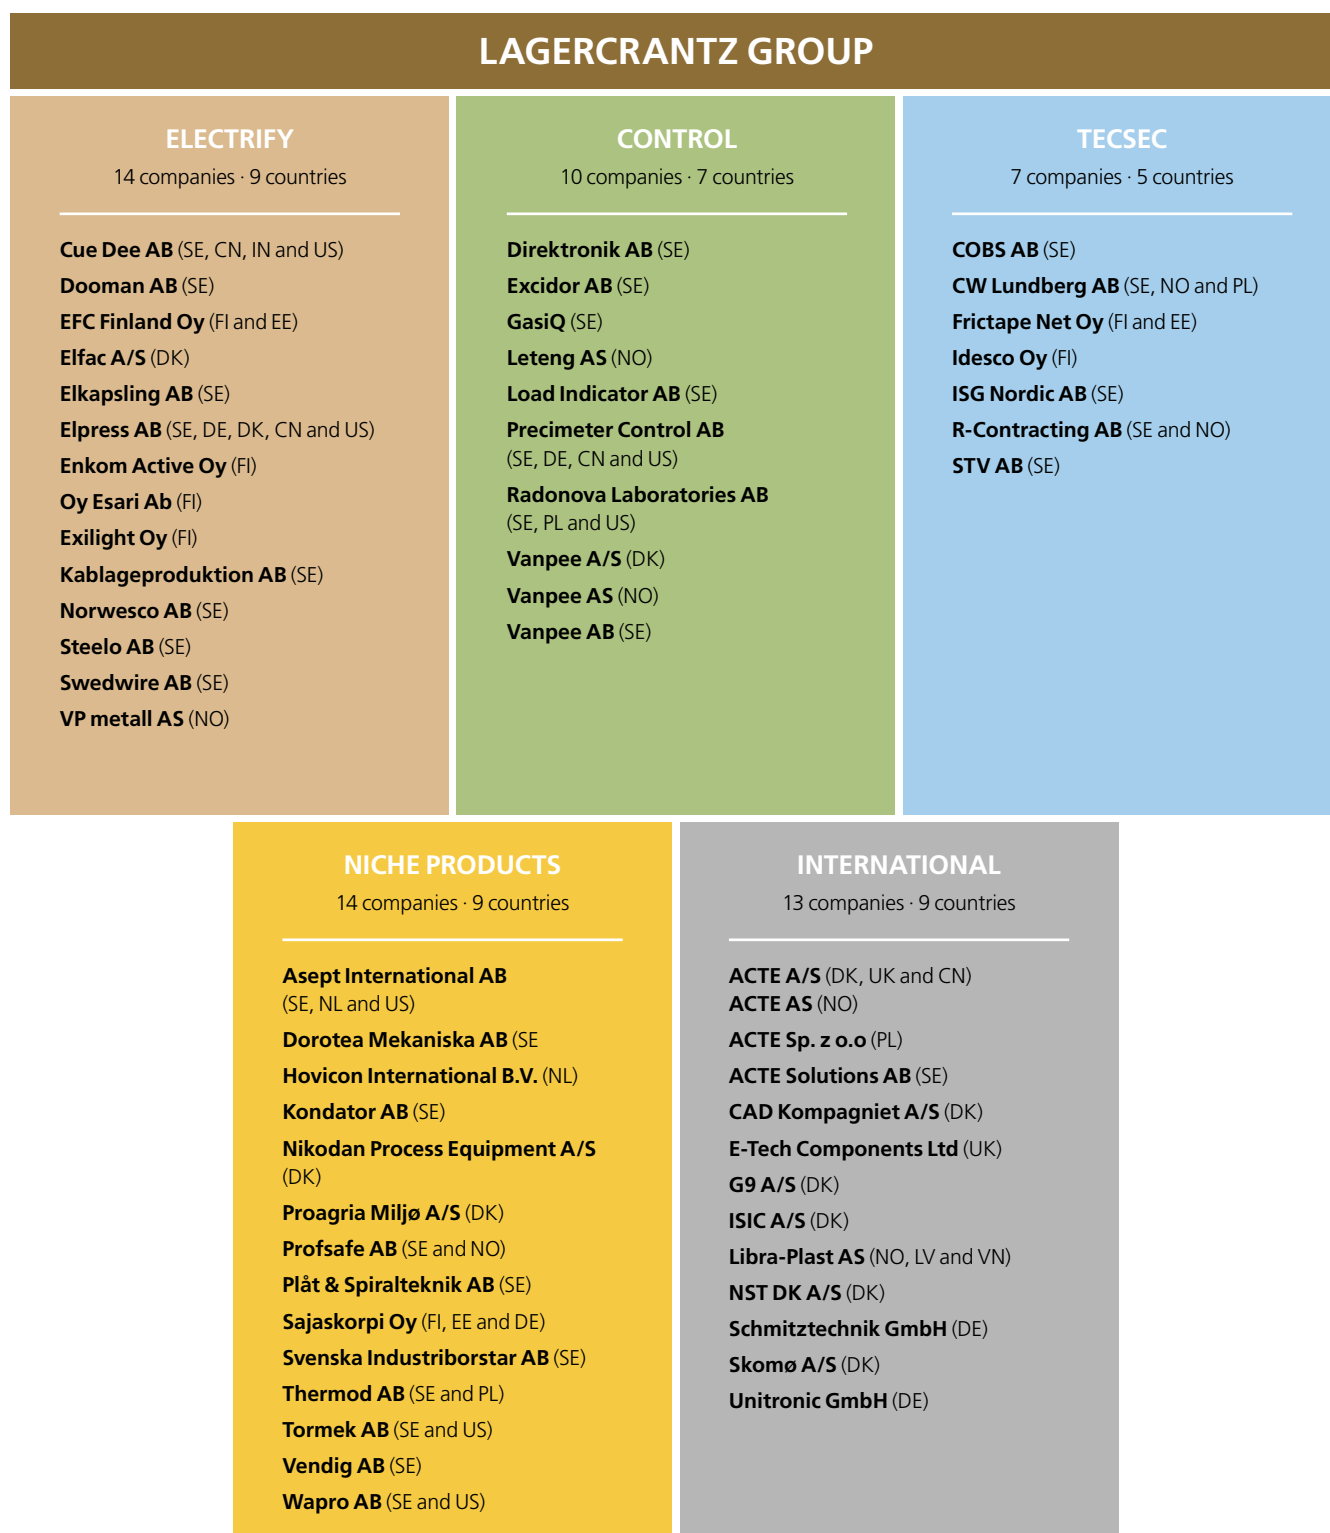 LAGERCRANTZ GROUP
ELECTRIFY
14 companies · 9 countries
Cue Dee AB (SE, CN, IN and US)
Dooman AB (SE)
EFC Finland Oy (FI and EE)
Elfac A/S (DK)
Elkapsling AB (SE)
Elpress AB (SE, DE, DK, CN and US)
Enkom Active Oy (FI)
Oy Esari Ab (FI)
Exilight Oy (FI)
Kablageproduktion AB (SE)
Norwesco AB (SE)
Steelo AB (SE)
Swedwire AB (SE)
VP metall AS (NO)
CONTROL
10 companies · 7 countries
Direktronik AB (SE)
Excidor AB (SE)
GasiQ (SE)
Leteng AS (NO)
Load Indicator AB (SE)
Precimeter Control AB
(SE, DE, CN and US)
Radonova Laboratories AB
(SE, PL and US)
Vanpee A/S (DK)
Vanpee AS (NO)
Vanpee AB (SE)
TECSEC
7 companies · 5 countries
COBS AB (SE)
CW Lundberg AB (SE, NO and PL)
Frictape Net Oy (FI and EE)
Idesco Oy (FI)
ISG Nordic AB (SE)
R-Contracting AB (SE and NO)
STV AB (SE)
NICHE PRODUCTS
14 companies · 9 countries
Asept International AB
(SE, NL and US)
Dorotea Mekaniska AB (SE
Hovicon International B.V. (NL)
Kondator AB (SE)
Nikodan Process Equipment A/S
(DK)
Proagria Miljø A/S (DK)
Profsafe AB (SE and NO)
Plåt & Spiralteknik AB (SE)
Sajaskorpi Oy (FI, EE and DE)
Svenska Industriborstar AB (SE)
Thermod AB (SE and PL)
Tormek AB (SE and US)
Vendig AB (SE)
Wapro AB (SE and US)
INTERNATIONAL
13 companies · 9 countries
ACTE A/S (DK, UK and CN)
ACTE AS (NO)
ACTE Sp. z o.o (PL)
ACTE Solutions AB (SE)
CAD Kompagniet A/S (DK)
E-Tech Components Ltd (UK)
G9 A/S (DK)
ISIC A/S (DK)
Libra-Plast AS (NO, LV and VN)
NST DK A/S (DK)
Schmitztechnik GmbH (DE)
Skomø A/S (DK)
Unitronic GmbH (DE)